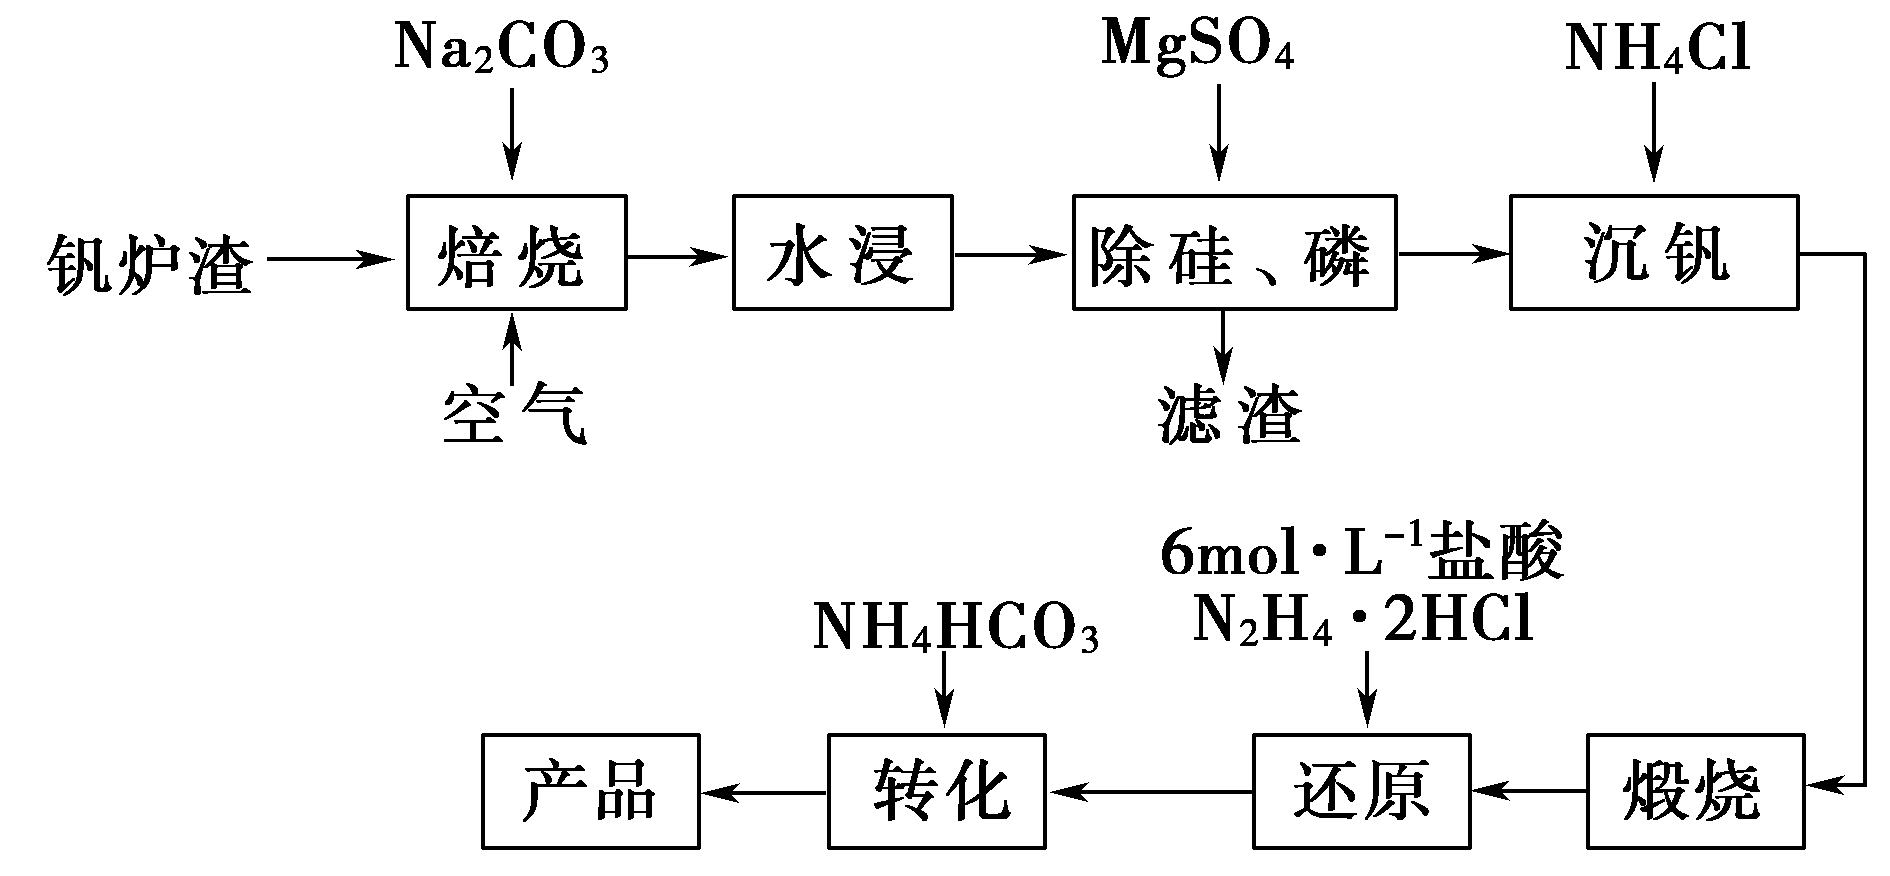 Na₂CO₃
MgSO₄
NH₄Cl
钒炉渣
焙烧
水浸
除硅、磷
沉钒
空气
滤渣
6mol·L⁻¹盐酸
N₂H₄·2HCl
NH₄HCO₃
产品
转化
还原
煅烧